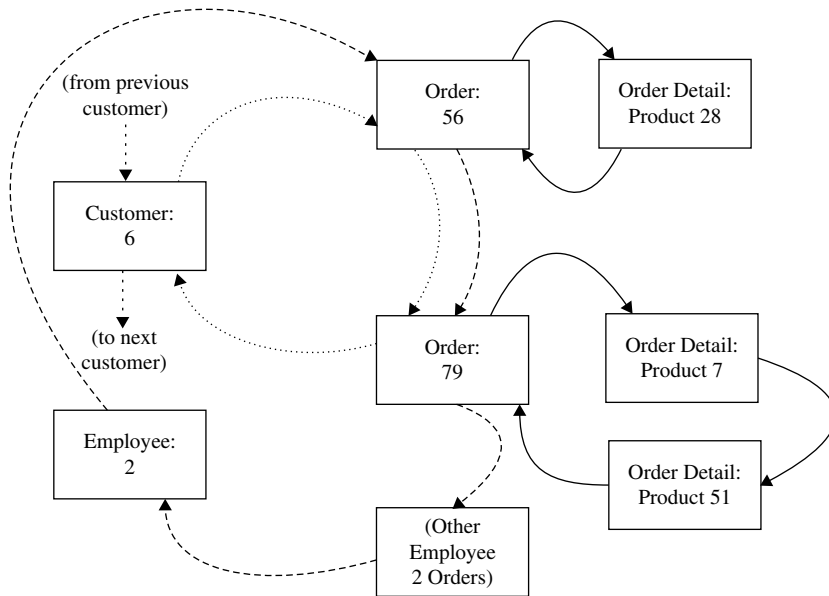 (from previous
customer)
Order:
56
Order Detail:
Product 28
Customer:
6
(to next
customer)
Order:
79
Order Detail:
Product 7
Employee:
2
Order Detail:
Product 51
(Other
Employee
2 Orders)